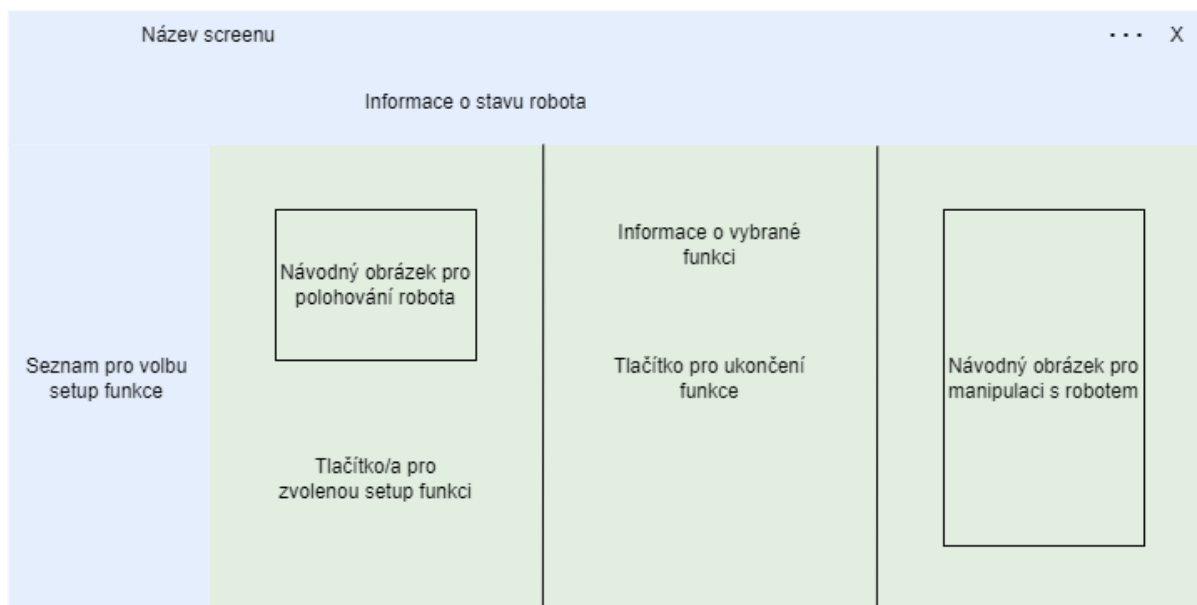 Název screenu
... X
Informace o stavu robota
Seznam pro volbu
setup funkce
Návodný obrázek pro
polohování robota
Tlačítko/a pro
zvolenou setup funkci
Informace o vybrané
funkci
Tlačítko pro ukončení
funkce
Návodný obrázek pro
manipulaci s robotem